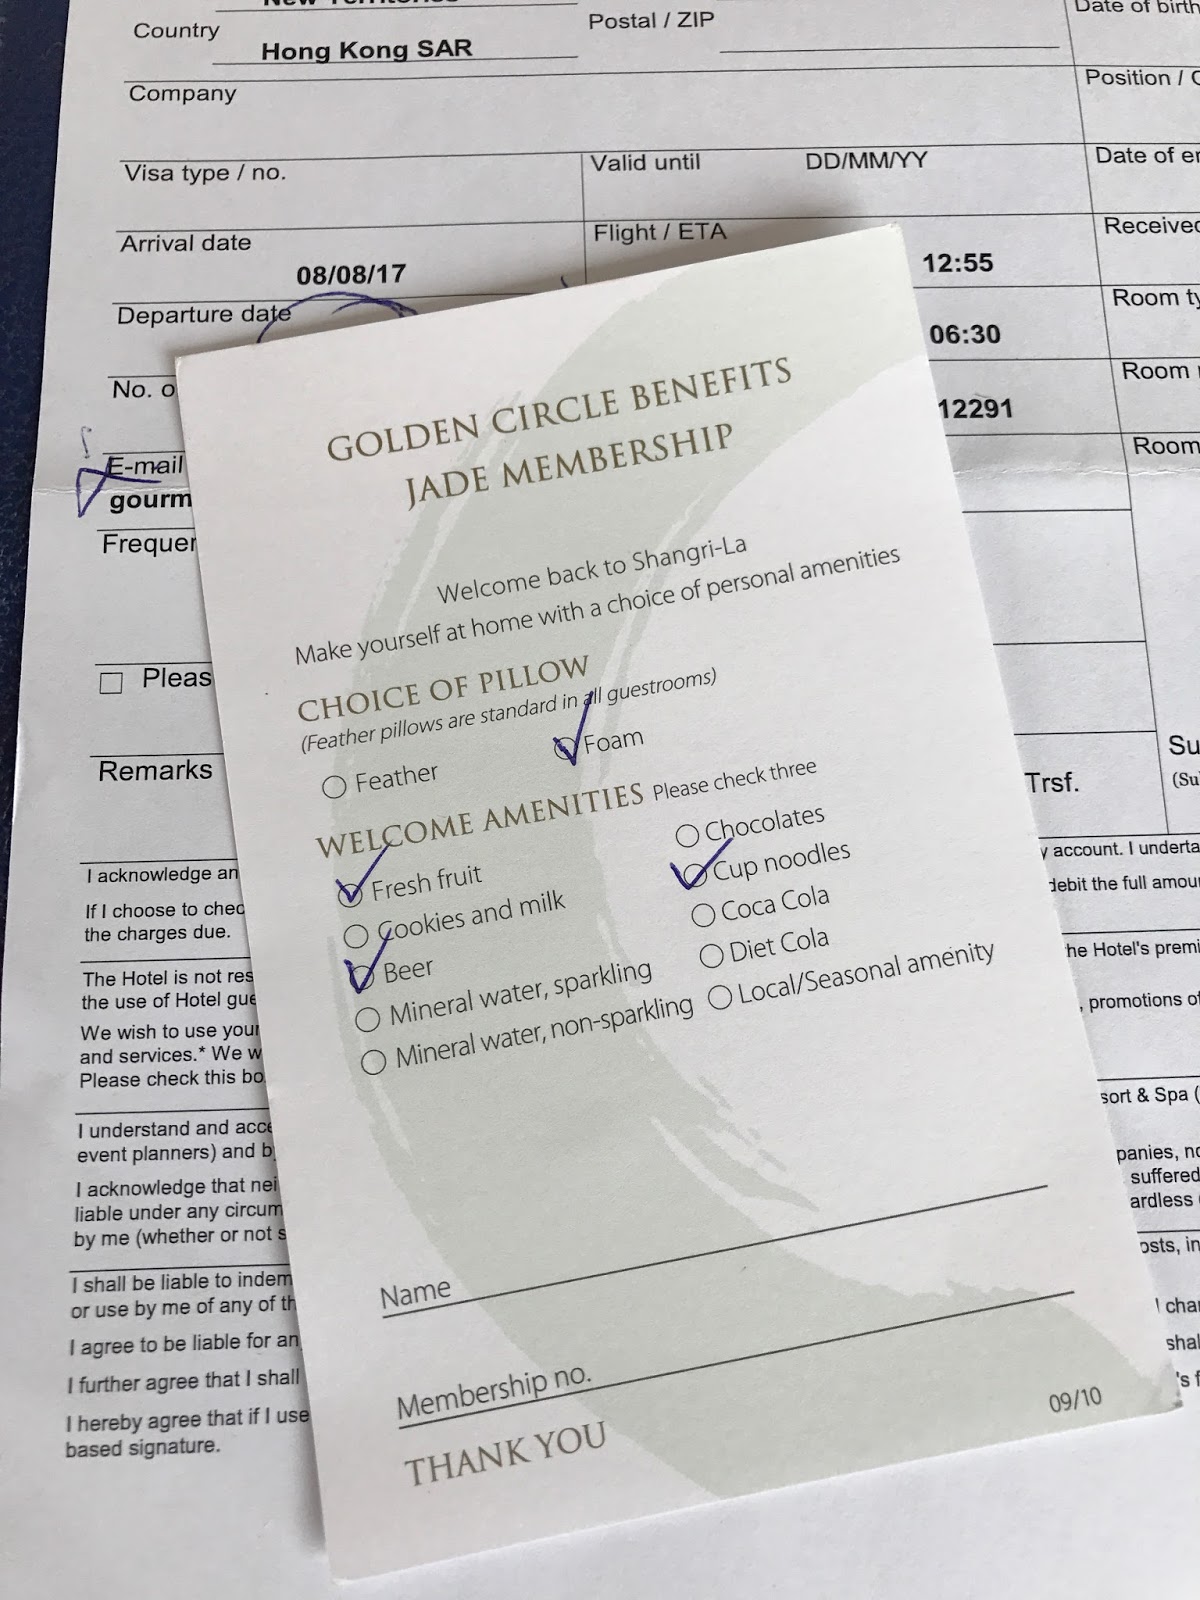 Country
Hong Kong SAR
Postal / ZIP
Date of birth
Company
Position /
Visa type / no.
Valid until DD/MM/YY
Date of
Arrival date
08/08/17
Flight / ETA
12:55
Received
Departure date
06:30
Room
No.
12291
Room
E-mail
Room
Pleas
Remarks
Trsf.
I acknowledge an
y account. I underta
If I choose to chec
debit the full amou
the charges due.
The Hotel is not res
he Hotel's premi
the use of Hotel gue
We wish to use your
, promotions of
and services.* We w
Please check this bo
I understand and acce
sort & Spa (
event planners) and b
I acknowledge that nei
panies, no
liable under any circum
suffered
by me (whether or not s
ardless
I shall be liable to indem
osts, in
or use by me of any of th
I agree to be liable for an
I further agree that I shall
I hereby agree that if I use
based signature.
GOLDEN CIRCLE BENEFITS
JADE MEMBERSHIP
Welcome back to Shangri-La
Make yourself at home with a choice of personal amenities
CHOICE OF PILLOW
(Feather pillows are standard in all guestrooms)
Feather
Foam
WELCOME AMENITIES Please check three
Fresh fruit
Cookies and milk
Beer
Mineral water, sparkling
Mineral water, non-sparkling
Chocolates
Cup noodles
Coca Cola
Diet Cola
Local/Seasonal amenity
Name
Membership no.
THANK YOU
09/10